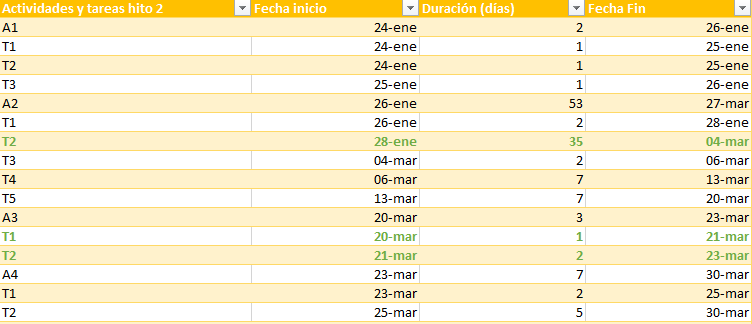 Actividades y tareas hito 2 Fecha inicio Duración (días) Fecha Fin
A1 24-ene 2 26-ene
T1 24-ene 1 25-ene
T2 24-ene 1 25-ene
T3 25-ene 1 26-ene
A2 26-ene 53 27-mar
T1 26-ene 2 28-ene
T2 28-ene 35 04-mar
T3 04-mar 2 06-mar
T4 06-mar 7 13-mar
T5 13-mar 7 20-mar
A3 20-mar 3 23-mar
T1 20-mar 1 21-mar
T2 21-mar 2 23-mar
A4 23-mar 7 30-mar
T1 23-mar 2 25-mar
T2 25-mar 5 30-mar